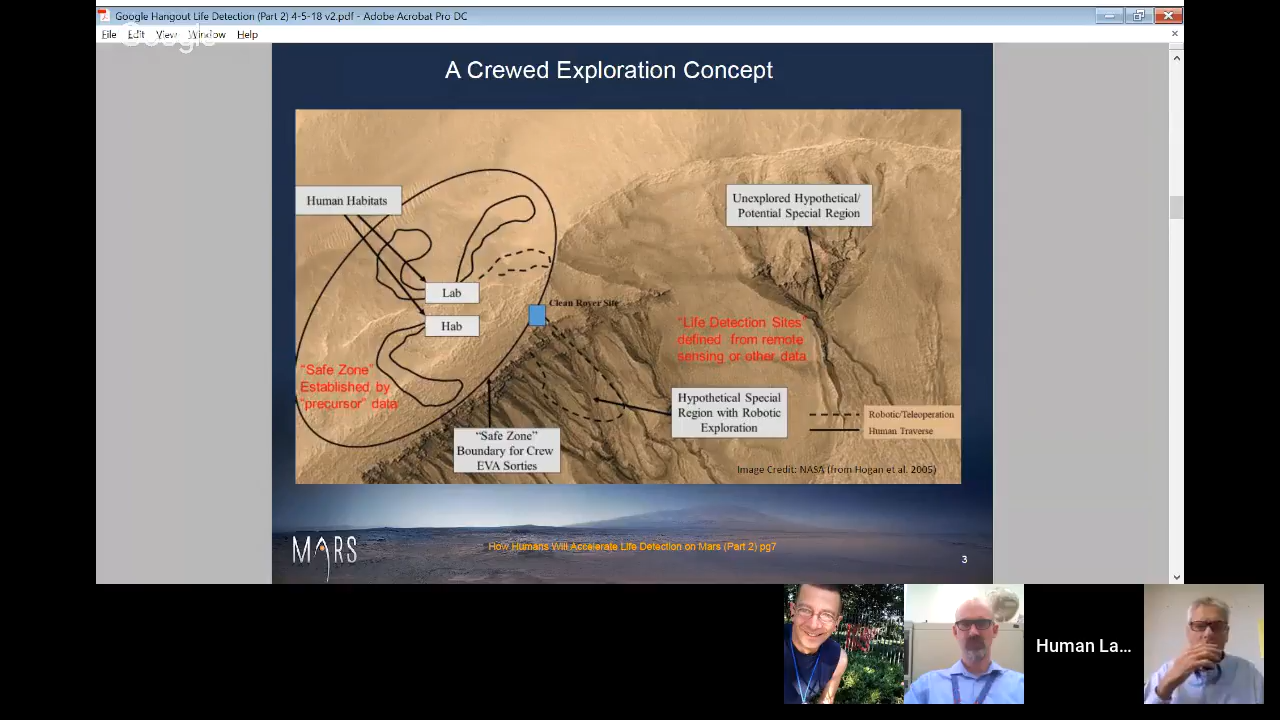 Google Hangout Life Detection (Part 2) 4-5-18 v2.pdf - Adobe Acrobat Pro DC
File Edit View Window Help
Google
A Crewed Exploration Concept
Human Habitats
Unexplored Hypothetical/
Potential Special Region
Lab
Clean Rover Site
Hab
"Life Detection Sites"
defined from remote
sensing or other data
"Safe Zone"
Established by
"precursor" data
Hypothetical Special
Region with Robotic
Exploration
Robotic/Teleoperation
Human Traverse
"Safe Zone"
Boundary for Crew
EVA Sorties
Image Credit: NASA (from Hogan et al. 2005)
MARS
How Humans Will Accelerate Life Detection on Mars (Part 2) pg7
3
Human La...